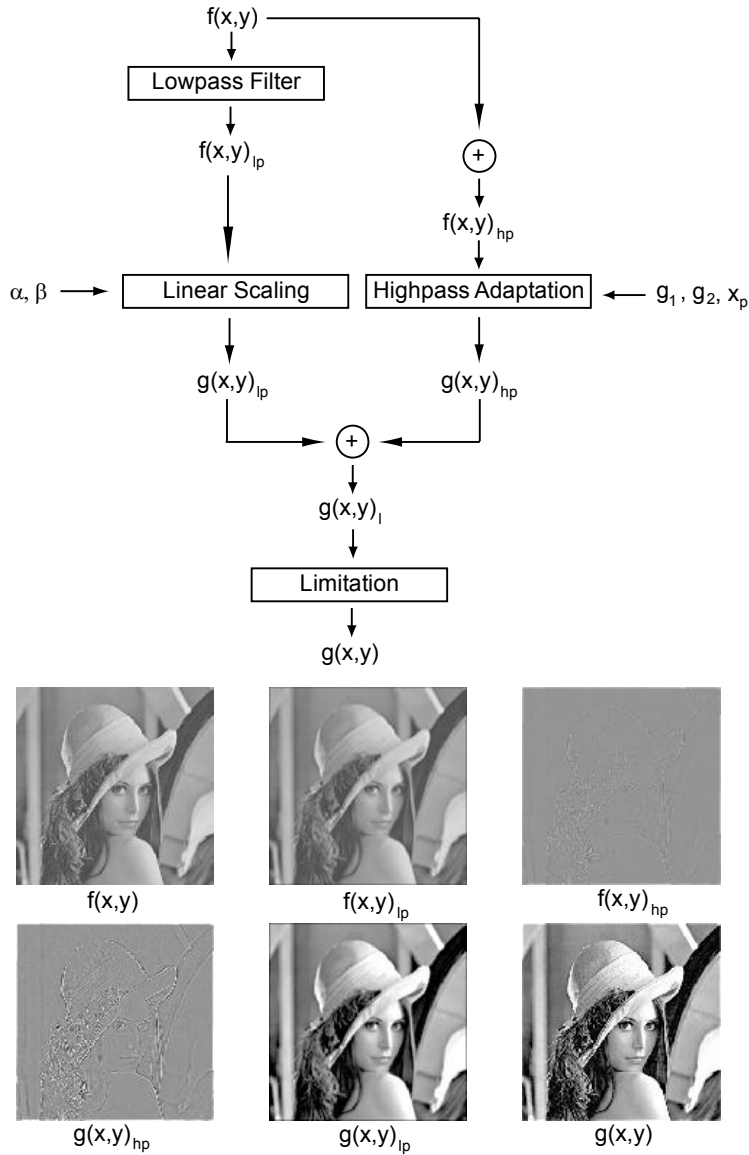 f(x,y)
Lowpass Filter
f(x,y)lp
+
f(x,y)hp
α, β
Linear Scaling
Highpass Adaptation
g1, g2, xp
g(x,y)lp
g(x,y)hp
+
g(x,y)l
Limitation
g(x,y)
f(x,y)
f(x,y)lp
f(x,y)hp
g(x,y)hp
g(x,y)lp
g(x,y)